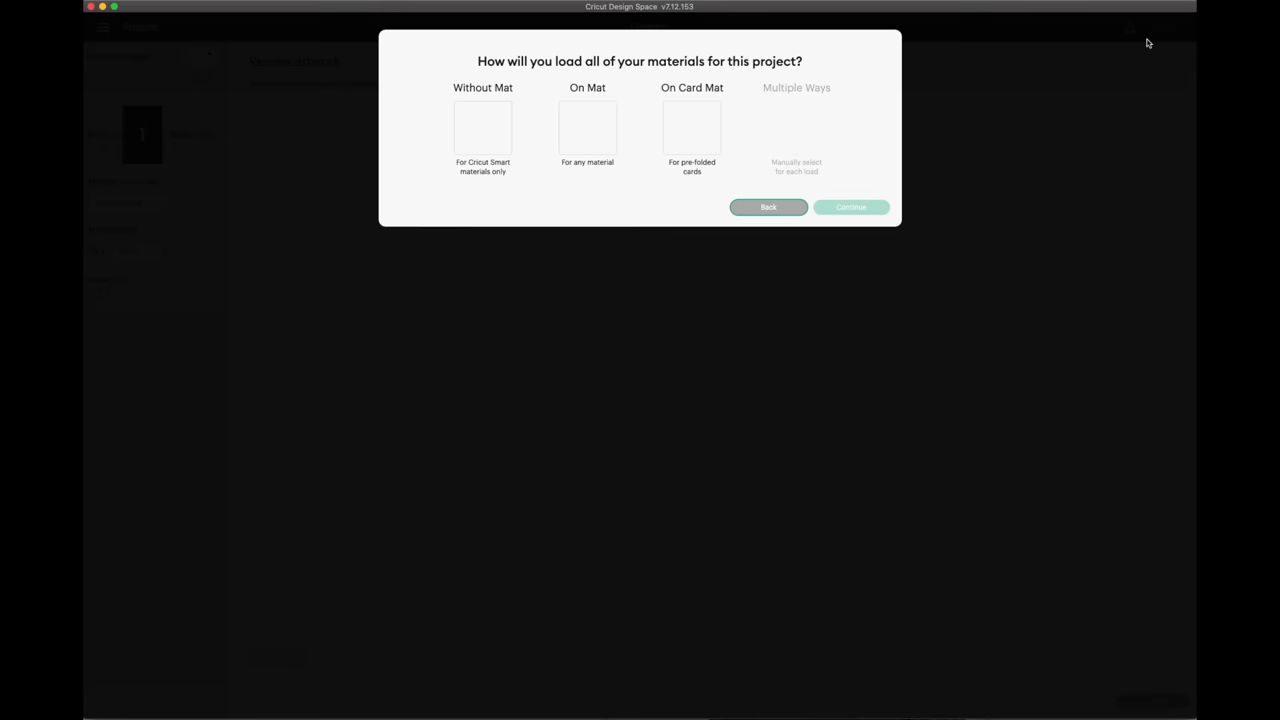 Cricut Design Space v7.12.153
How will you load all of your materials for this project?
Without Mat
On Mat
On Card Mat
Multiple Ways
For Cricut Smart
materials only
For any material
For pre-folded
cards
Manually select
for each load
Back
Continue